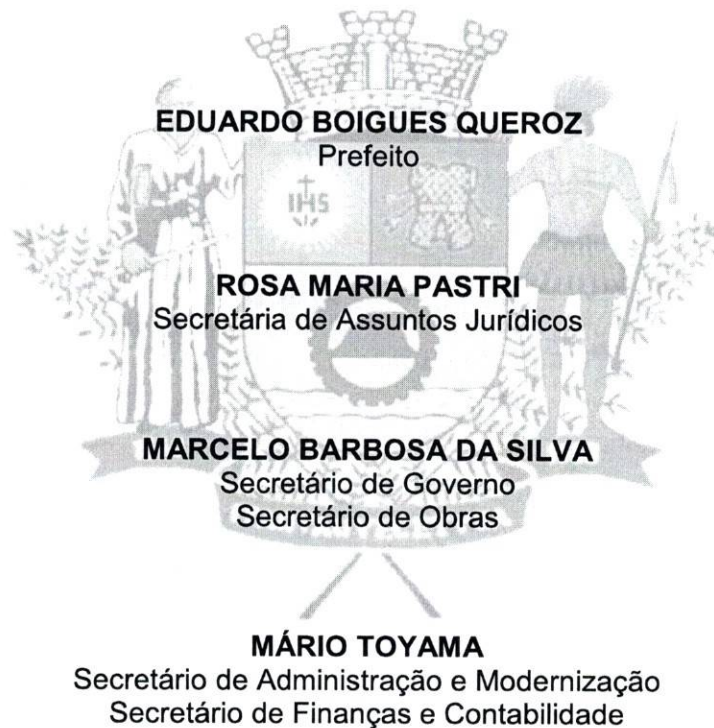 EDUARDO BOIGUES QUEROZ
Prefeito
IHS
ROSA MARIA PASTRI
Secretária de Assuntos Jurídicos
MARCELO BARBOSA DA SILVA
Secretário de Governo
Secretário de Obras
MÁRIO TOYAMA
Secretário de Administração e Modernização
Secretário de Finanças e Contabilidade